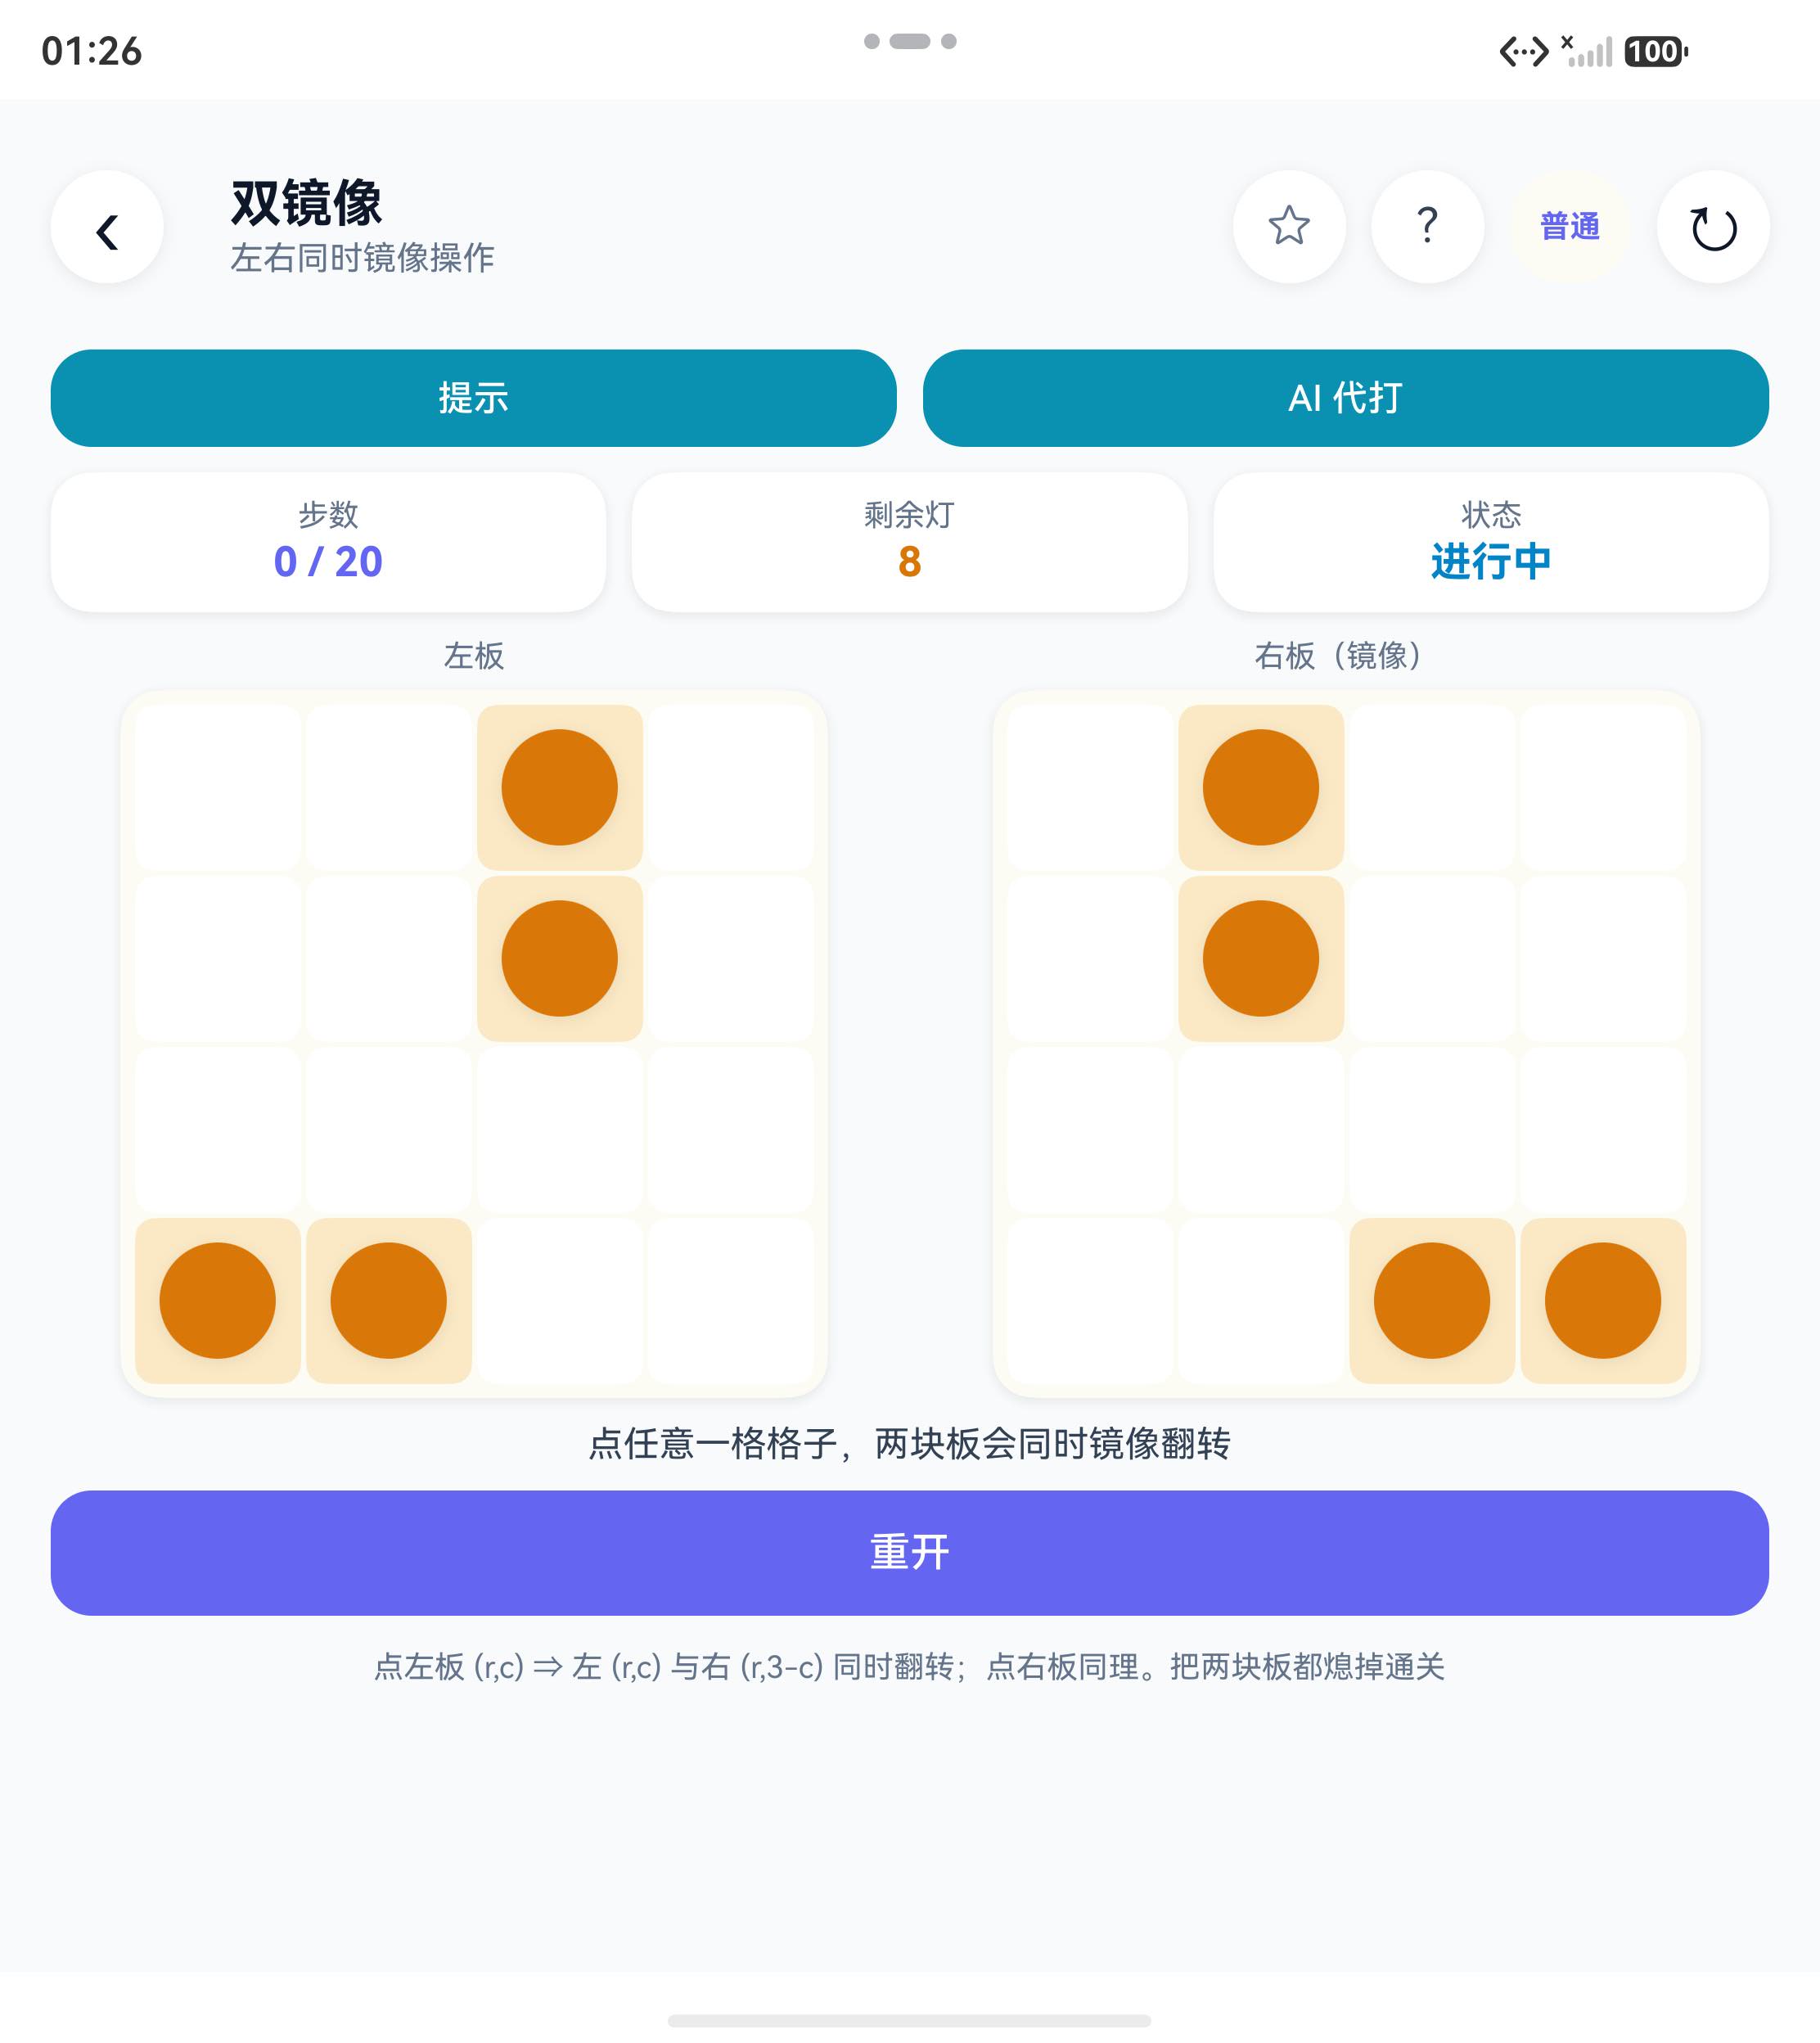 01:26
100
双镜像
左右同时镜像操作
?
普通
提示
AI 代打
步数
0 / 20
剩余灯
8
状态
进行中
左板
右板（镜像）
点任意一格格子，两块板会同时镜像翻转
重开
点左板 (r,c) ⇒ 左 (r,c) 与右 (r,3-c) 同时翻转；点右板同理。把两块板都熄掉通关